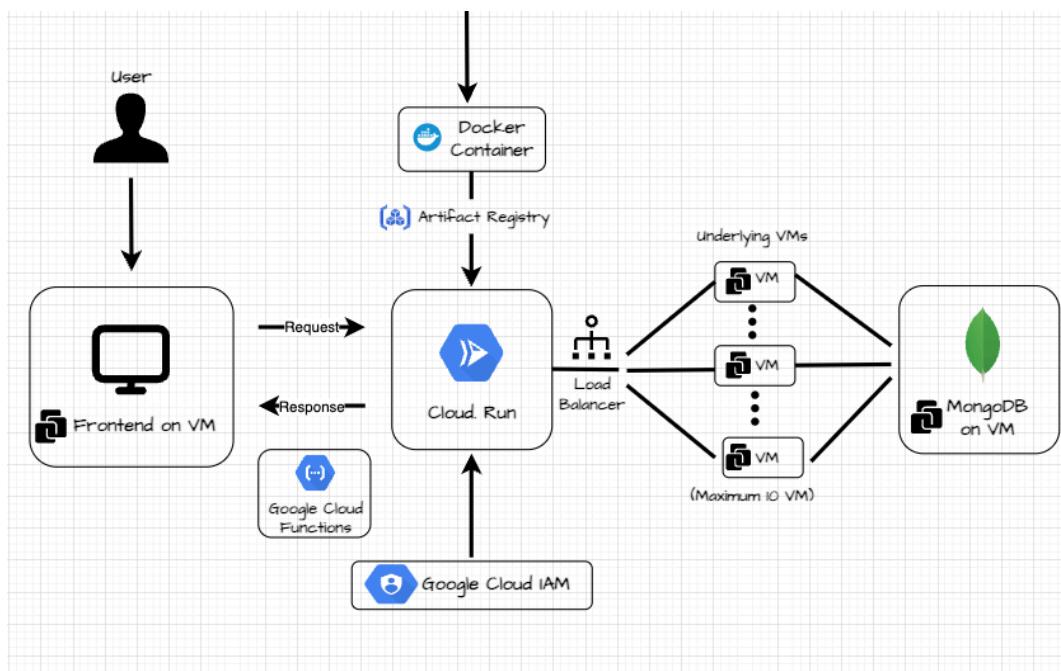 User
Docker
Container
Artifact Registry
Underlying VMs
VM
Request
VM
Response
Load
Balancer
Cloud. Run
Frontend on VM
MongoDB
on VM
VM
(Maximum 10 VM)
Google Cloud
Functions
Google Cloud IAM